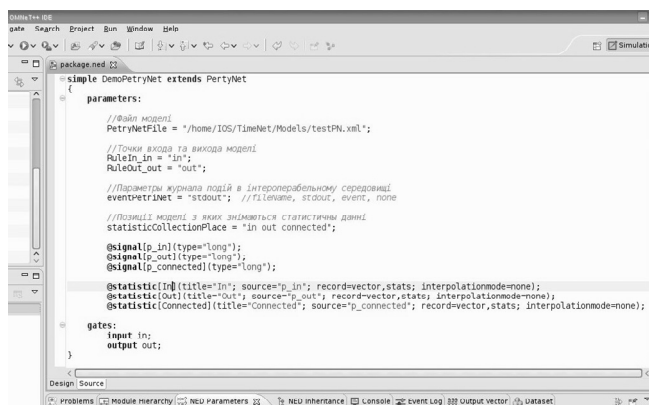 OMNeT++ IDE
gate Search Project Run Window Help
Simulatio
package.ned
simple DemoPetryNet extends PertyNet
{
parameters:
//Файл моделі
PetryNetFile = "/home/IOS/TimeNet/Models/testPN.xml";
//Точки входа та вихода моделі
RuleIn_in = "in";
RuleOut_out = "out";
//Параметры журнала подій в інтероперабельному середовищі
eventPetriNet = "stdout"; //filename, stdout, event, none
//Позиції моделі з яких знімаються статистичны данні
statisticCollectionPlace = "in out connected";
@signal[p_in](type="long");
@signal[p_out](type="long");
@signal[p_connected](type="long");
@statistic[In](title="In"; source="p_in"; record=vector,stats; interpolationmode=none);
@statistic[Out](title="Out"; source="p_out"; record=vector,stats; interpolationmode=none);
@statistic[Connected](title="Connected"; source="p_connected"; record=vector,stats; interpolationmode=none);
gates:
input in;
output out;
}
Design Source
Problems Module Hierarchy NED Parameters NED Inheritance Console Event Log Output Vector Dataset